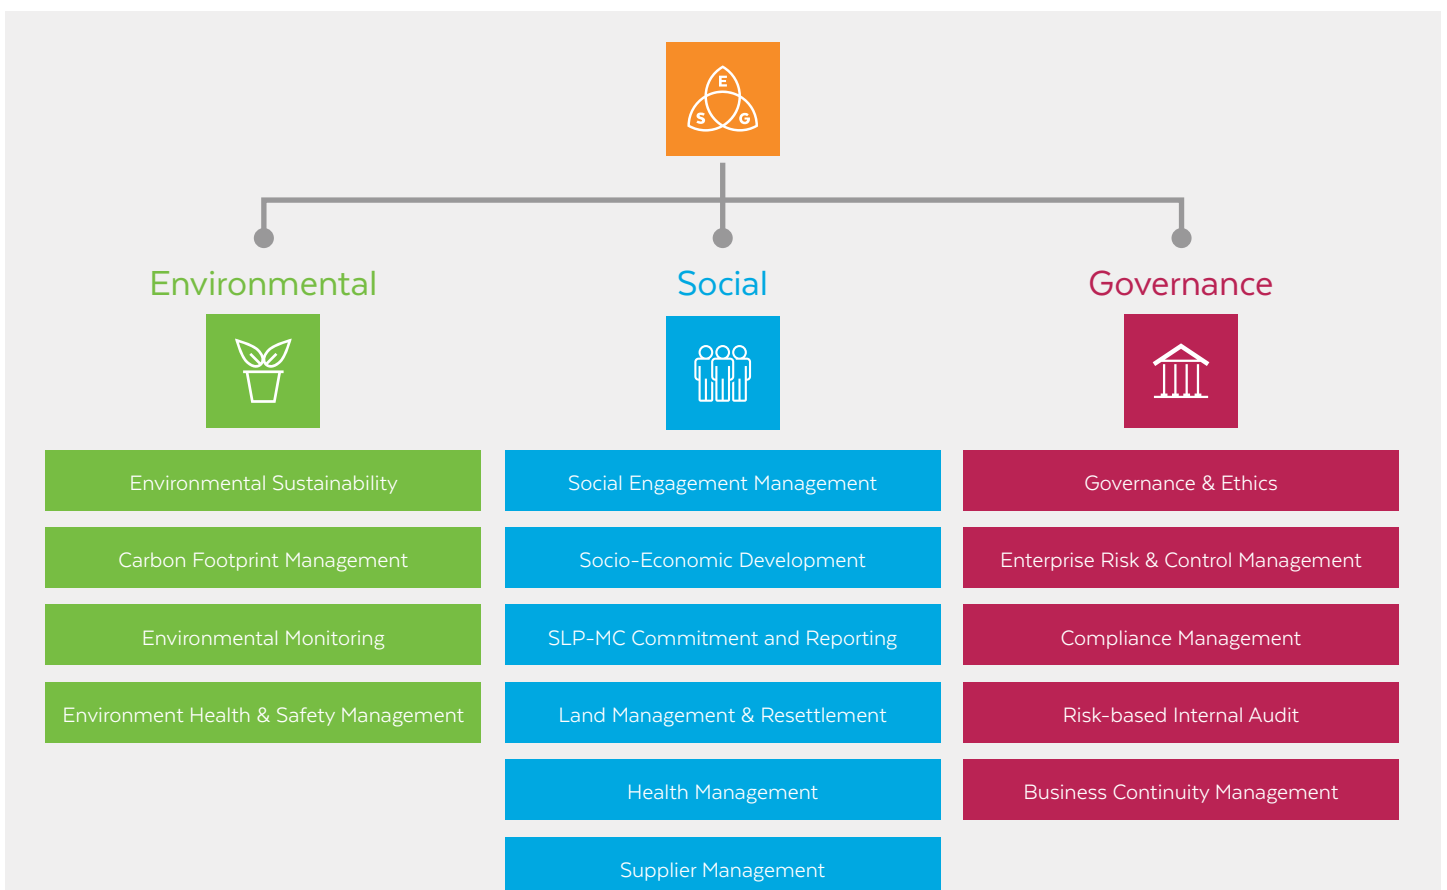 E
S G
Environmental
Social
Governance
Environmental Sustainability
Carbon Footprint Management
Environmental Monitoring
Environment Health & Safety Management
Social Engagement Management
Socio-Economic Development
SLP-MC Commitment and Reporting
Land Management & Resettlement
Health Management
Supplier Management
Governance & Ethics
Enterprise Risk & Control Management
Compliance Management
Risk-based Internal Audit
Business Continuity Management